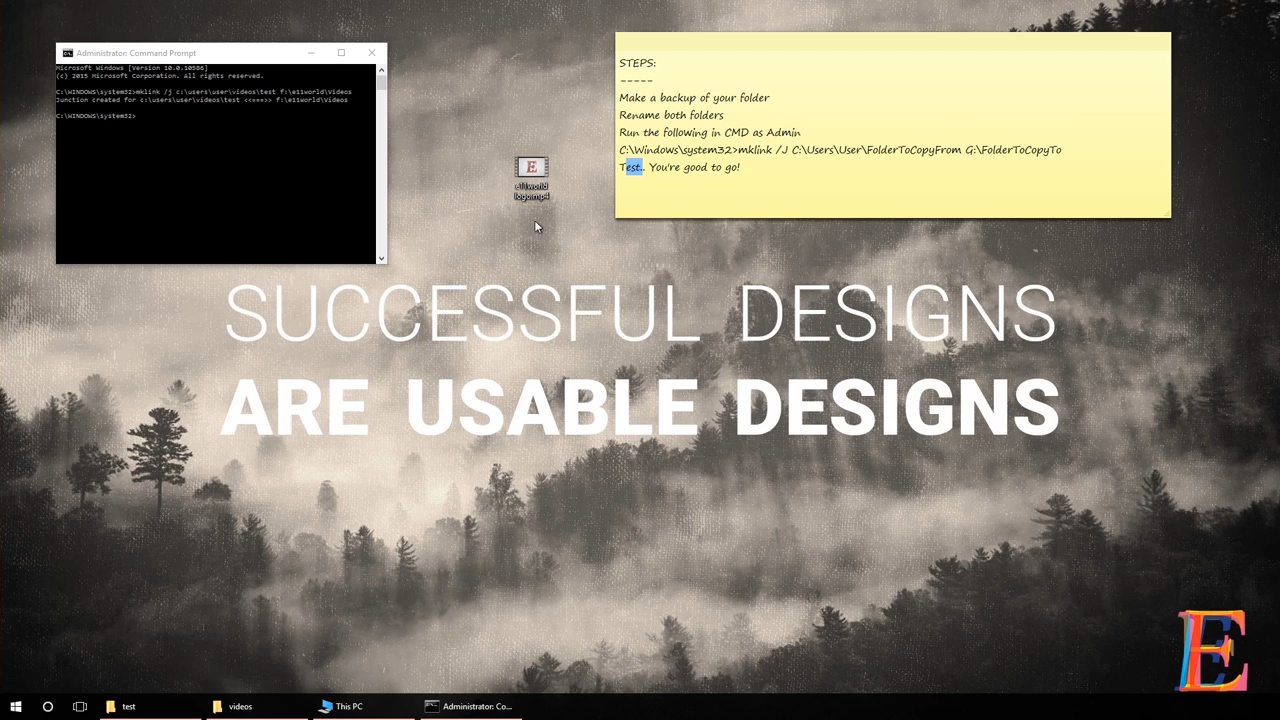 Administrator: Command Prompt
Microsoft Windows [Version 10.0.10586]
(c) 2015 Microsoft Corporation. All rights reserved.
C:\WINDOWS\system32>mklink /j c:\users\user\videos\test f:\e11world\Videos
Junction created for c:\users\user\videos\test <<===>> f:\e11world\Videos
C:\WINDOWS\system32>
STEPS:
-----
Make a backup of your folder
Rename both folders
Run the following in CMD as Admin
C:\Windows\system32>mklink /J C:\Users\User\FolderToCopyFrom G:\FolderToCopyTo
Test.. You're good to go!
E
e11world
logo.mp4
SUCCESSFUL DESIGNS
ARE USABLE DESIGNS
E
test
videos
This PC
Administrator: Co...